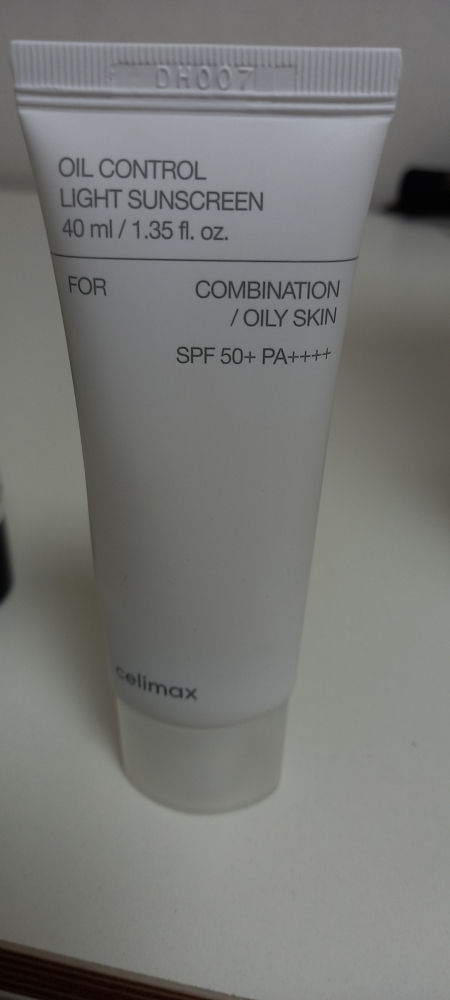 DH007
OIL CONTROL
LIGHT SUNSCREEN
40 ml / 1.35 fl. oz.
FOR COMBINATION
/ OILY SKIN
SPF 50+ PA++++
celimax